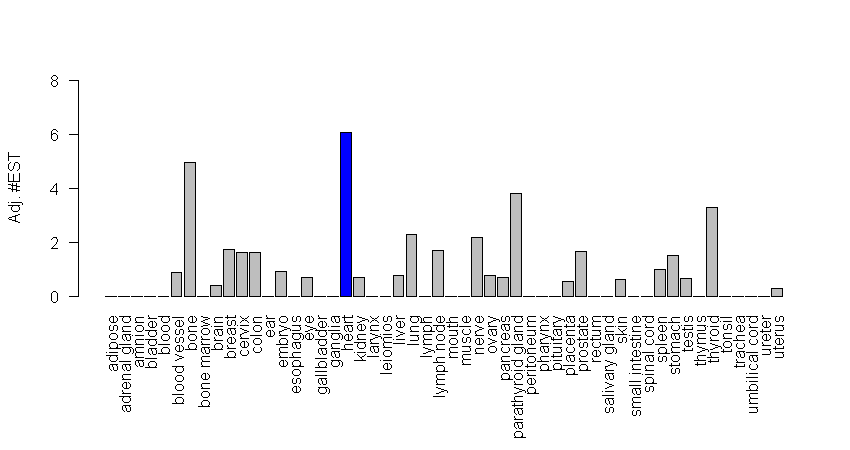 Adj. #EST
8
6
4
2
0
adipose
adrenal gland
amnion
bladder
blood
blood vessel
bone
bone marrow
brain
breast
cervix
colon
ear
embryo
esophagus
eye
gallbladder
ganglia
heart
kidney
larynx
leiomios
liver
lung
lymph
lymph node
mouth
muscle
nerve
ovary
pancreas
parathyroid gland
peritoneum
pharynx
pituitary
placenta
prostate
rectum
salivary gland
skin
small intestine
spinal cord
spleen
stomach
testis
thymus
thyroid
tonsil
trachea
umbilical cord
ureter
uterus